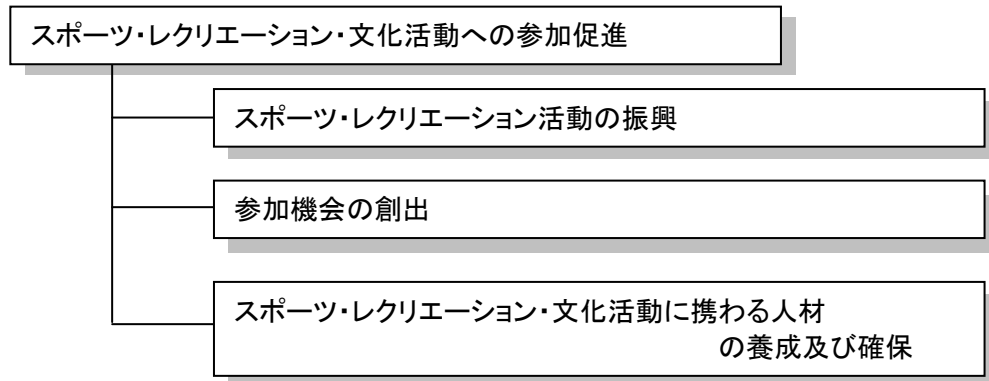 スポーツ・レクリエーション・文化活動への参加促進
スポーツ・レクリエーション活動の振興
参加機会の創出
スポーツ・レクリエーション・文化活動に携わる人材
の養成及び確保